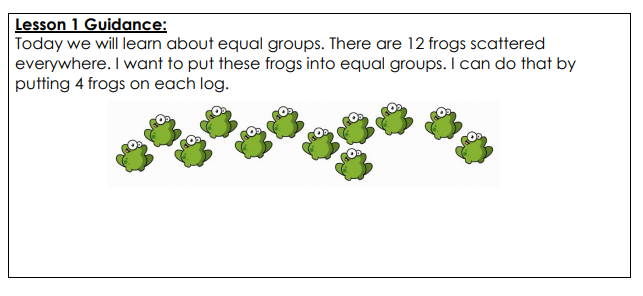 Lesson 1 Guidance:
Today we will learn about equal groups. There are 12 frogs scattered
everywhere. I want to put these frogs into equal groups. I can do that by
putting 4 frogs on each log.